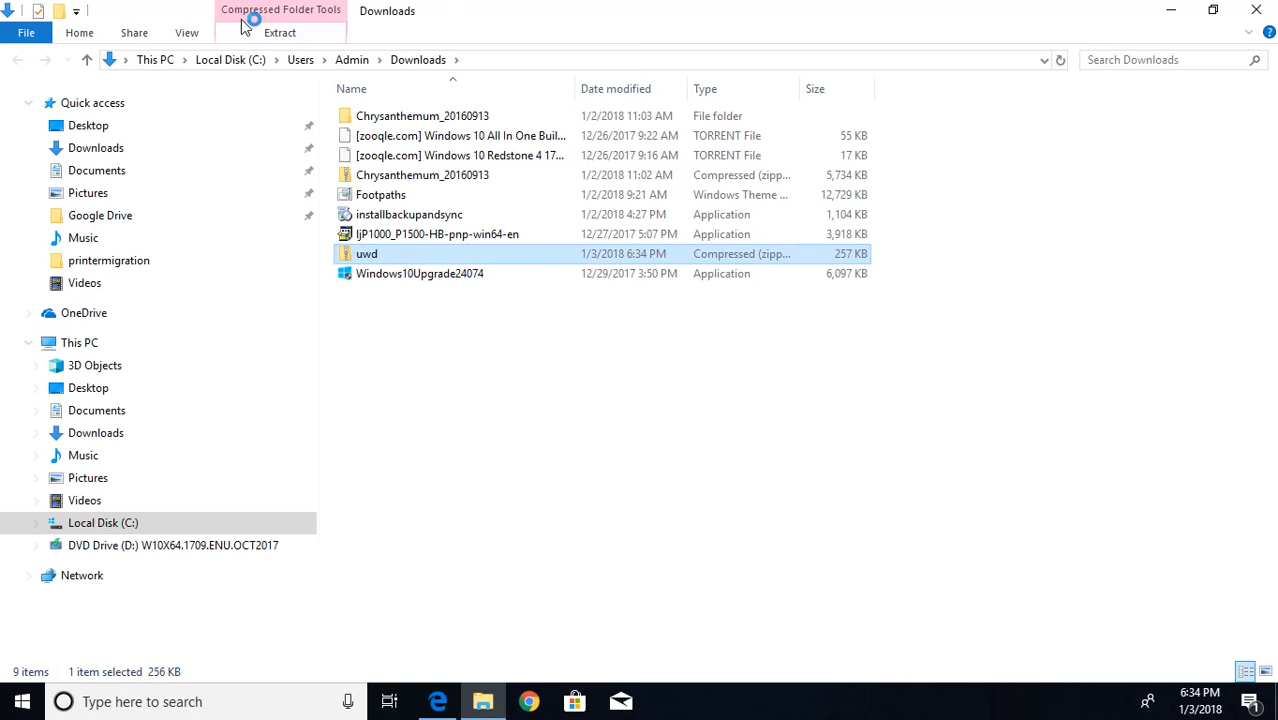 Compressed Folder Tools Downloads
File Home Share View Extract
This PC Local Disk (C:) Users Admin Downloads Search Downloads
Name Date modified Type Size
Chrysanthemum_20160913 1/2/2018 11:03 AM File folder
[zooqle.com] Windows 10 All In One Buil... 12/26/2017 9:22 AM TORRENT File 55 KB
[zooqle.com] Windows 10 Redstone 4 17... 12/26/2017 9:16 AM TORRENT File 17 KB
Chrysanthemum_20160913 1/2/2018 11:02 AM Compressed (zipp... 5,734 KB
Footpaths 1/2/2018 9:21 AM Windows Theme ... 12,729 KB
installbackupandsync 1/2/2018 4:27 PM Application 1,104 KB
ljP1000_P1500-HB-pnp-win64-en 12/27/2017 5:07 PM Application 3,918 KB
uwd 1/3/2018 6:34 PM Compressed (zipp... 257 KB
Windows10Upgrade24074 12/29/2017 3:50 PM Application 6,097 KB
Quick access
Desktop
Downloads
Documents
Pictures
Google Drive
Music
printermigration
Videos
OneDrive
This PC
3D Objects
Desktop
Documents
Downloads
Music
Pictures
Videos
Local Disk (C:)
DVD Drive (D:) W10X64.1709.ENU.OCT2017
Network
9 items 1 item selected 256 KB
Type here to search
6:34 PM
1/3/2018
1